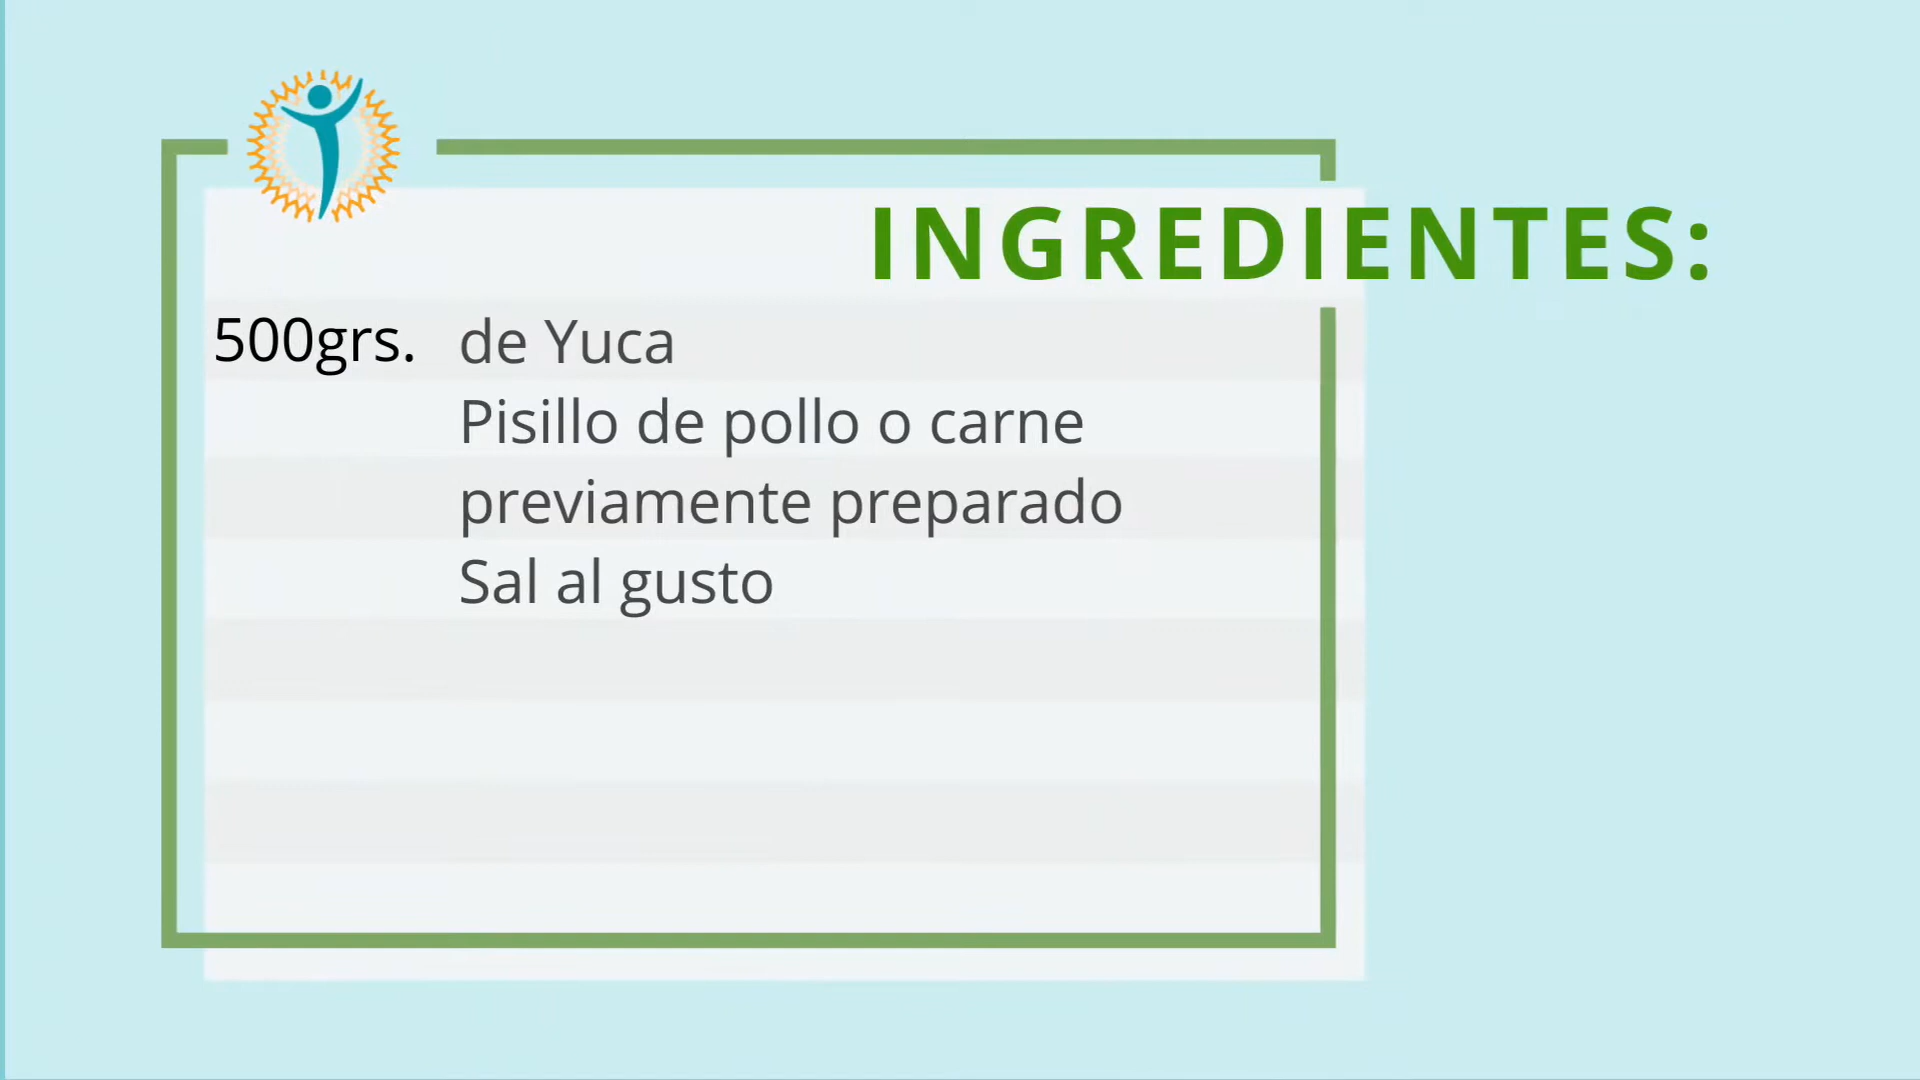 INGREDIENTES:
500grs. de Yuca
Pisillo de pollo o carne
previamente preparado
Sal al gusto